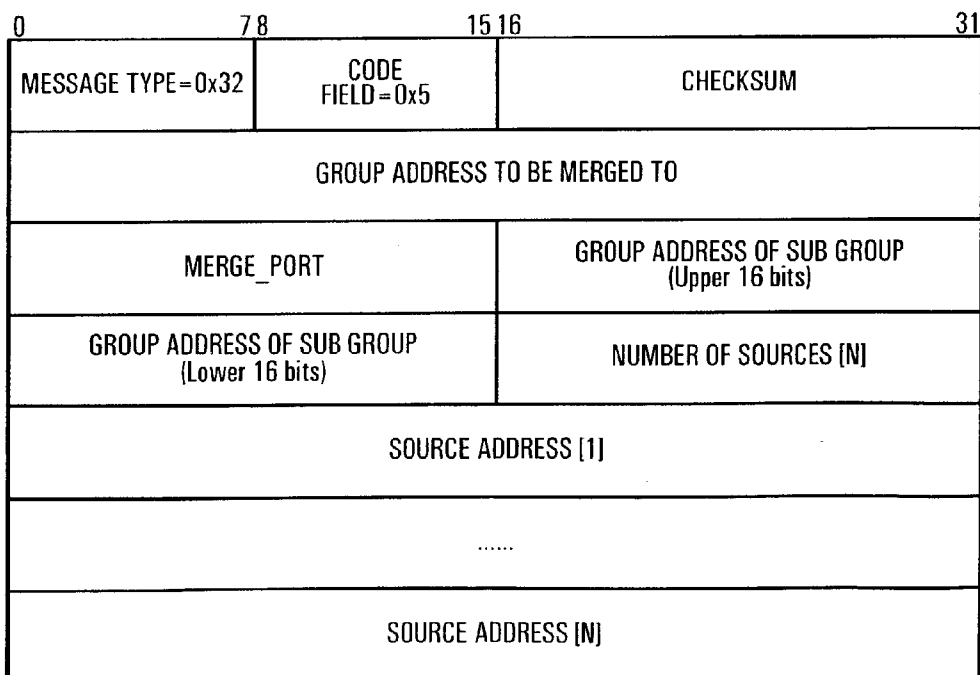 0 7 8 15 16 31
MESSAGE TYPE=0x32
CODE
FIELD=0x5
CHECKSUM
GROUP ADDRESS TO BE MERGED TO
MERGE_PORT
GROUP ADDRESS OF SUB GROUP
(Upper 16 bits)
GROUP ADDRESS OF SUB GROUP
(Lower 16 bits)
NUMBER OF SOURCES [N]
SOURCE ADDRESS [1]
......
SOURCE ADDRESS [N]